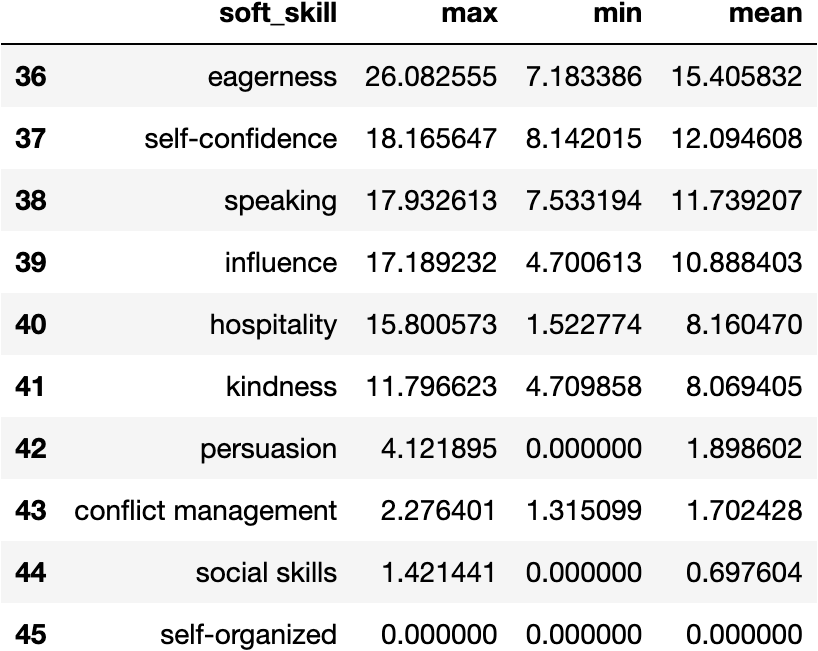 soft_skill max min mean
36 eagerness 26.082555 7.183386 15.405832
37 self-confidence 18.165647 8.142015 12.094608
38 speaking 17.932613 7.533194 11.739207
39 influence 17.189232 4.700613 10.888403
40 hospitality 15.800573 1.522774 8.160470
41 kindness 11.796623 4.709858 8.069405
42 persuasion 4.121895 0.000000 1.898602
43 conflict management 2.276401 1.315099 1.702428
44 social skills 1.421441 0.000000 0.697604
45 self-organized 0.000000 0.000000 0.000000